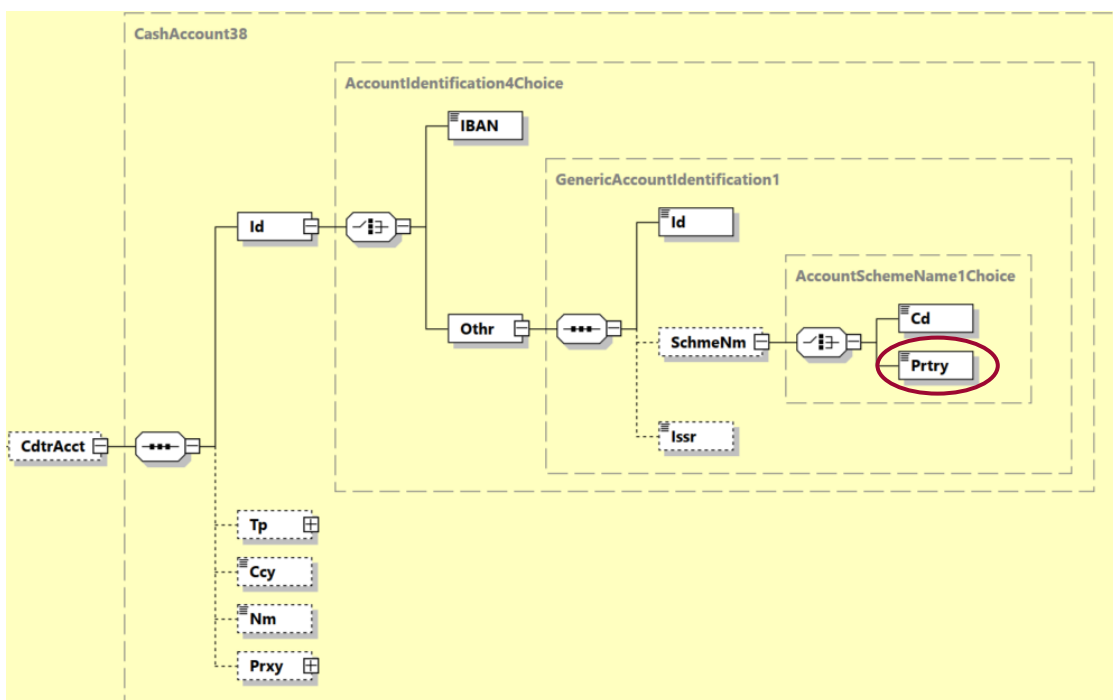 CashAccount38
AccountIdentification4Choice
IBAN
GenericAccountIdentification1
Id
Id
AccountSchemeName1Choice
Cd
Othr
SchmeNm
Prtry
Issr
CdtrAcct
Tp
Ccy
Nm
Prxy